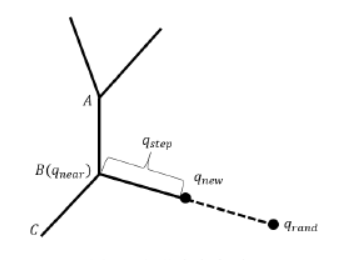 A
q_step
B(q_near)
q_new
C
q_rand